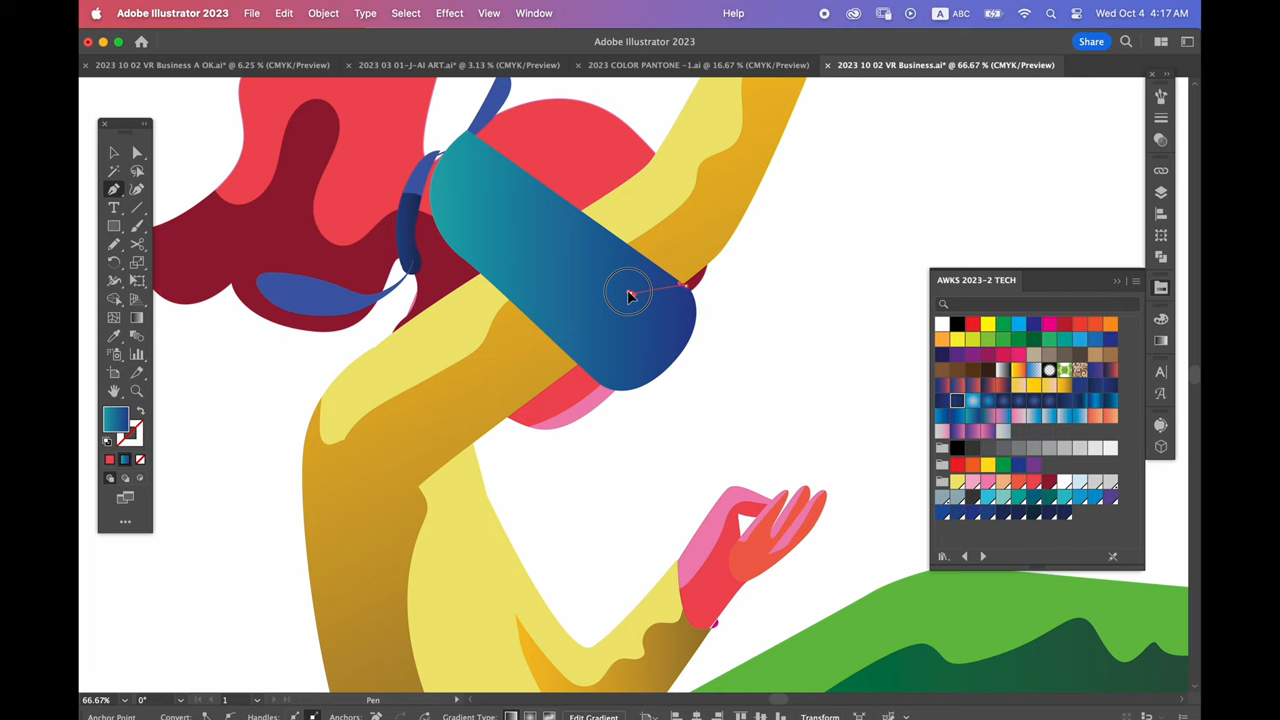 Adobe Illustrator 2023 File Edit Object Type Select Effect View Window Help A ABC Wed Oct 4 4:17 AM
Adobe Illustrator 2023 Share
2023 10 02 VR Business A OK.ai* @ 6.25 % (CMYK/Preview) 2023 03 01-J-AI ART.ai* @ 3.13 % (CMYK/Preview) 2023 COLOR PANTONE -1.ai @ 16.67 % (CMYK/Preview) 2023 10 02 VR Business.ai* @ 66.67 % (CMYK/Preview)
AWKS 2023-2 TECH
66.67% 0° 1 Pen
Anchor Point Convert: Handles: Anchors: Gradient Type: Edit Gradient Transform